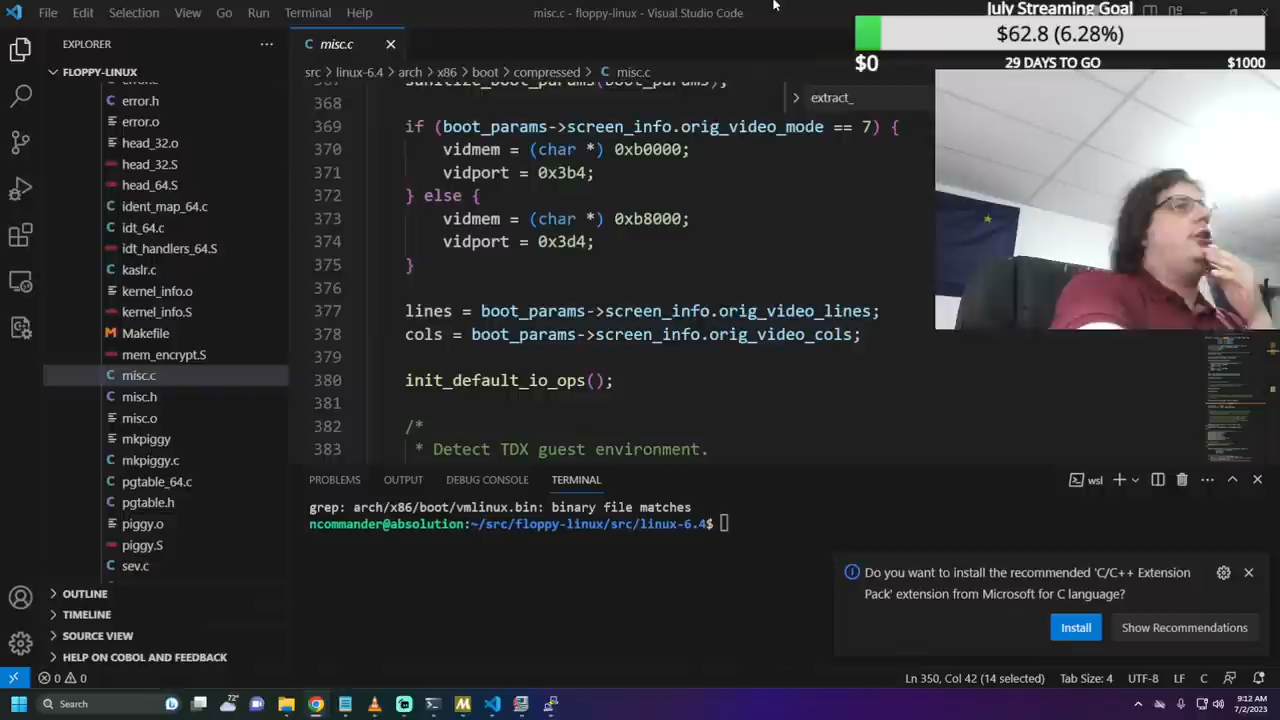 File Edit Selection View Go Run Terminal Help
misc.c - floppy-linux - Visual Studio Code
July Streaming Goal
$62.8 (6.28%)
$0 29 DAYS TO GO $1000
EXPLORER
FLOPPY-LINUX
error.h
error.o
head_32.o
head_32.S
head_64.S
ident_map_64.c
idt_64.c
idt_handlers_64.S
kaslr.c
kernel_info.o
kernel_info.S
Makefile
mem_encrypt.S
misc.c
misc.h
misc.o
mkpiggy
mkpiggy.c
pgtable_64.c
pgtable.h
piggy.o
piggy.S
sev.c
OUTLINE
TIMELINE
SOURCE VIEW
HELP ON COBOL AND FEEDBACK
misc.c
src > linux-6.4 > arch > x86 > boot > compressed > misc.c
extract_
sanitize_boot_params(boot_params);
368
369 if (boot_params->screen_info.orig_video_mode == 7) {
370 vidmem = (char *) 0xb0000;
371 vidport = 0x3b4;
372 } else {
373 vidmem = (char *) 0xb8000;
374 vidport = 0x3d4;
375 }
376
377 lines = boot_params->screen_info.orig_video_lines;
378 cols = boot_params->screen_info.orig_video_cols;
379
380 init_default_io_ops();
381
382 /*
383 * Detect TDX guest environment.
PROBLEMS OUTPUT DEBUG CONSOLE TERMINAL
wsl
grep: arch/x86/boot/vmlinux.bin: binary file matches
ncommander@absolution:~/src/floppy-linux/src/linux-6.4$
Do you want to install the recommended 'C/C++ Extension
Pack' extension from Microsoft for C language?
Install Show Recommendations
0 0
Ln 350, Col 42 (14 selected) Tab Size: 4 UTF-8 LF C
Search
72°
9:12 AM
7/2/2023